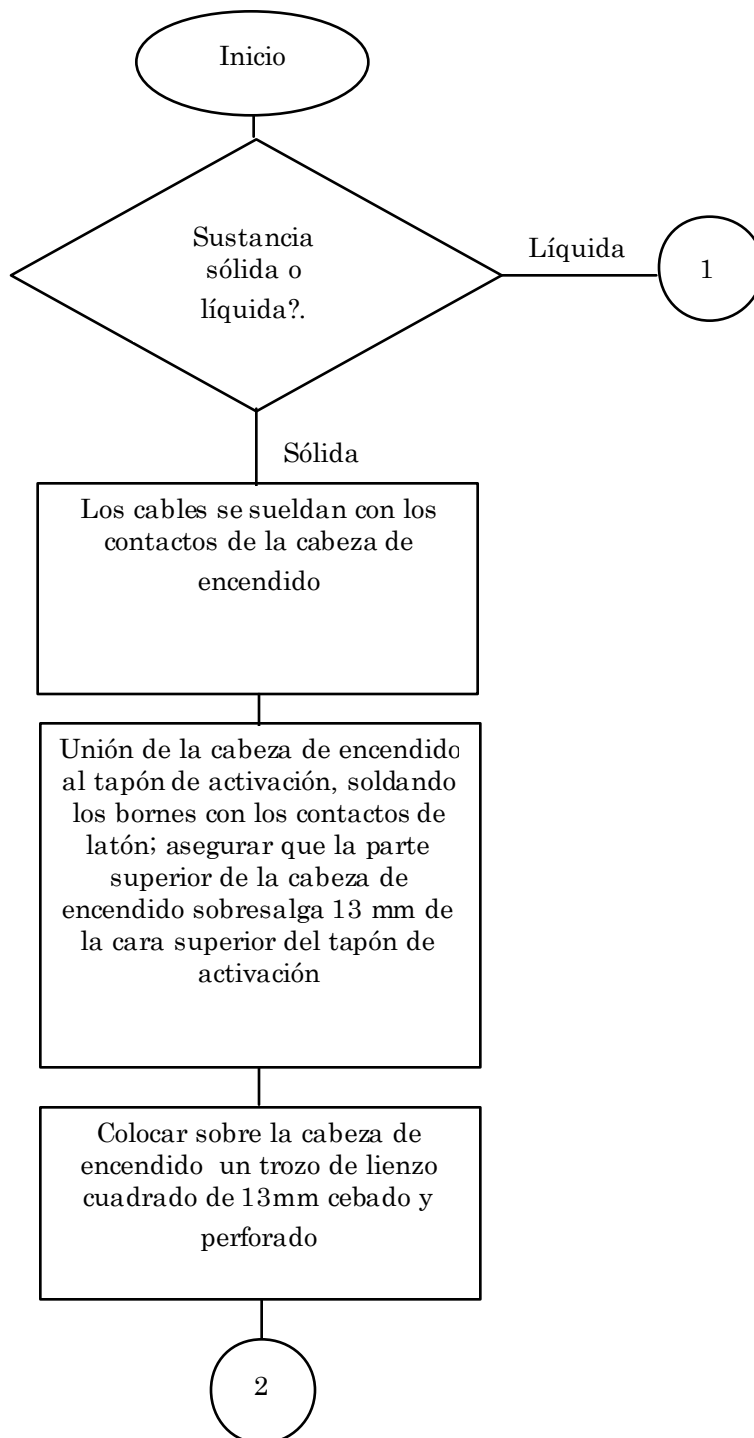 Inicio
Sustancia
sólida o
líquida?.
Líquida
1
Sólida
Los cables se sueldan con los
contactos de la cabeza de
encendido
Unión de la cabeza de encendido
al tapón de activación, soldando
los bornes con los contactos de
latón; asegurar que la parte
superior de la cabeza de
encendido sobresalga 13 mm de
la cara superior del tapón de
activación
Colocar sobre la cabeza de
encendido un trozo de lienzo
cuadrado de 13mm cebado y
perforado
2